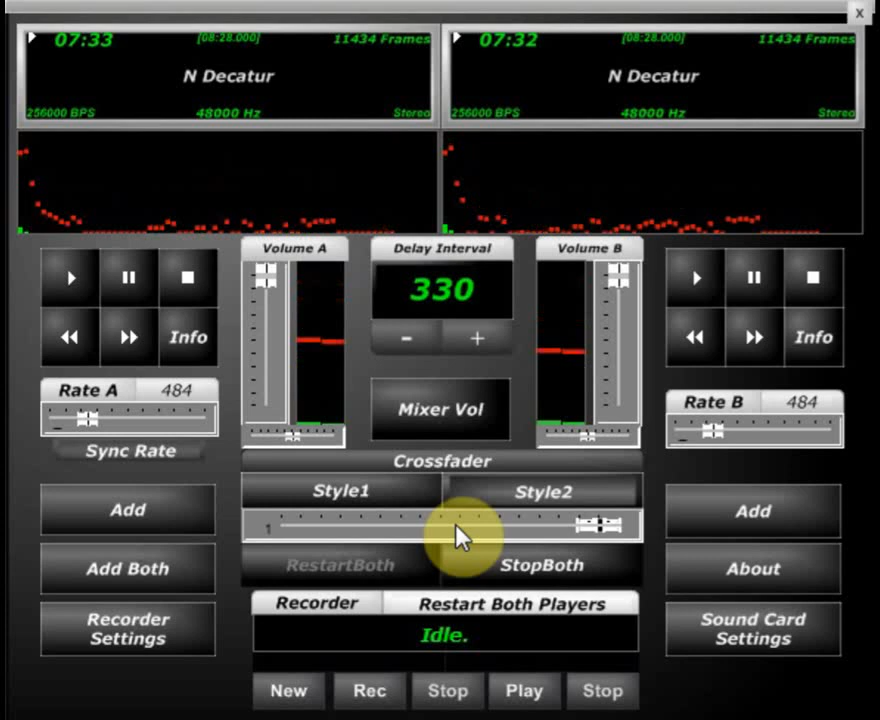 x
07:33 [08:28.000] 11434 Frames
N Decatur
256000 BPS 48000 Hz Stereo
07:32 [08:28.000] 11434 Frames
N Decatur
256000 BPS 48000 Hz Stereo
Volume A
Delay Interval
Volume B
330
- +
Info
Info
Mixer Vol
Rate A 484
Rate B 484
Sync Rate
Crossfader
Style1
Style2
1
Add
Add
RestartBoth
StopBoth
Add Both
About
Recorder
Settings
Recorder
Restart Both Players
Idle.
Sound Card
Settings
New
Rec
Stop
Play
Stop